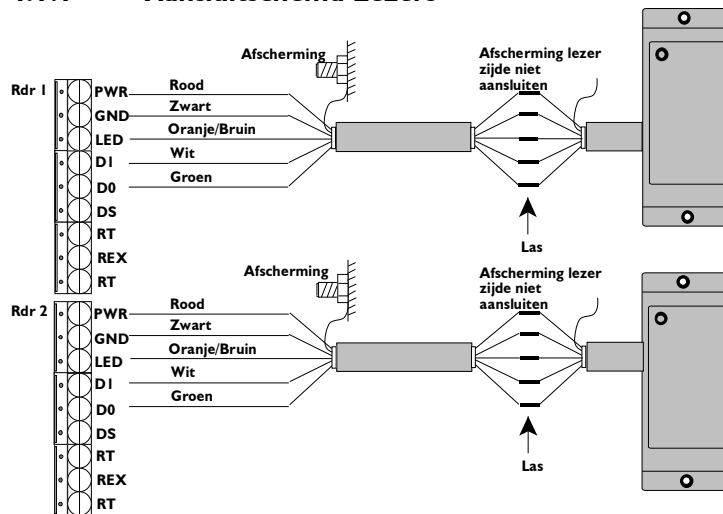 Afscherming
Afscherming lezer
zijde niet
aansluiten
Rdr 1
PWR
Rood
GND
Zwart
LED
Oranje/Bruin
D1
Wit
D0
Groen
DS
RT
REX
RT
Las
Afscherming
Afscherming lezer
zijde niet
aansluiten
Rdr 2
PWR
Rood
GND
Zwart
LED
Oranje/Bruin
D1
Wit
D0
Groen
DS
RT
REX
RT
Las